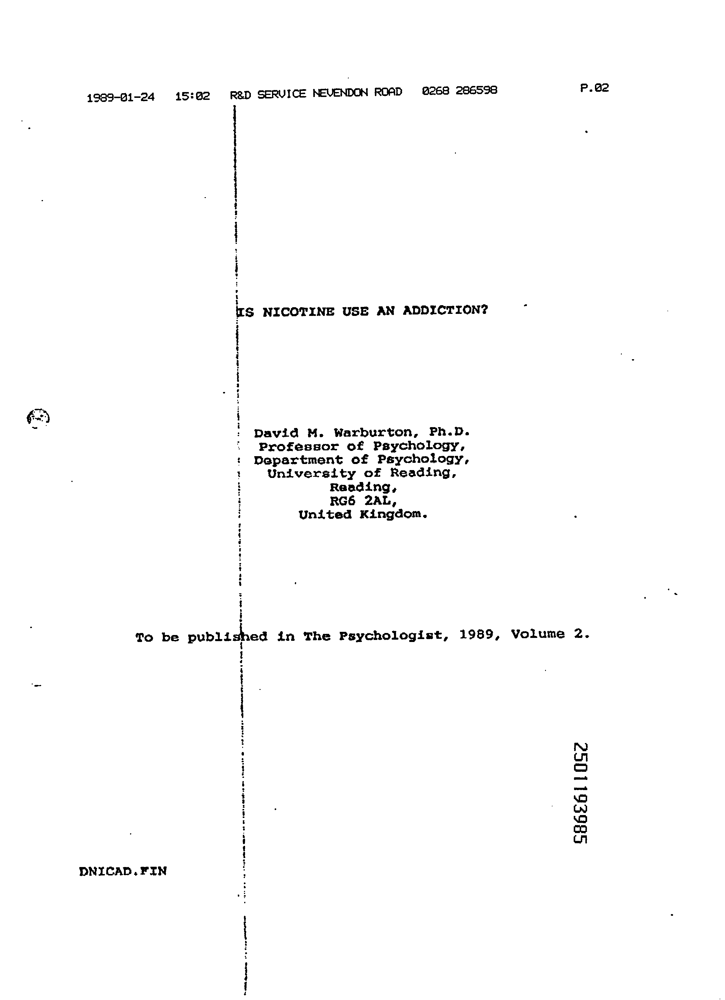 1989-01-24 15:02 R&D SERVICE NEVENDON ROAD 0268 286598 P.02
IS NICOTINE USE AN ADDICTION?
David M. Warburton, Ph.D.
Professor of Psychology,
Department of Psychology,
University of Reading,
Reading,
RG6 2AL,
United Kingdom.
To be published in The Psychologist, 1989, Volume 2.
2501193985
DNICAD.FIN